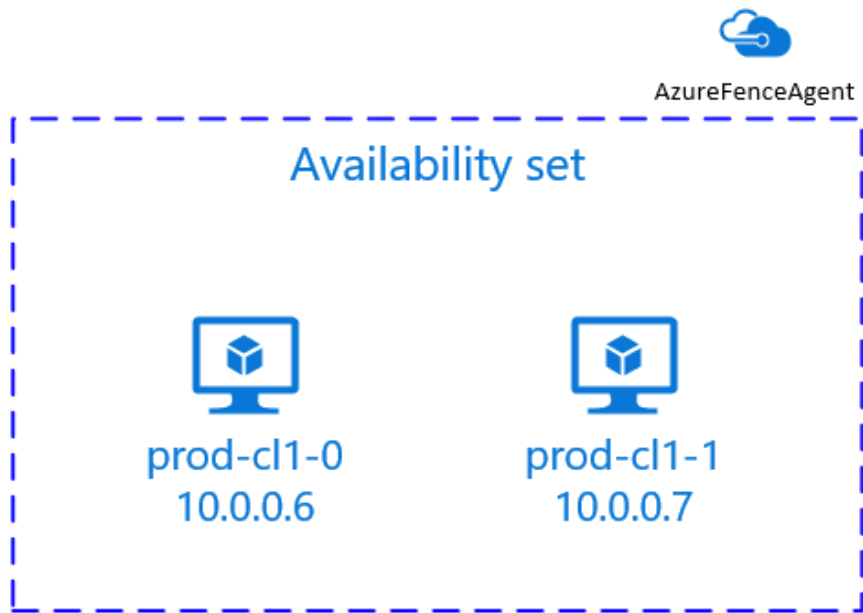 AzureFenceAgent
Availability set
prod-cl1-0
10.0.0.6
prod-cl1-1
10.0.0.7